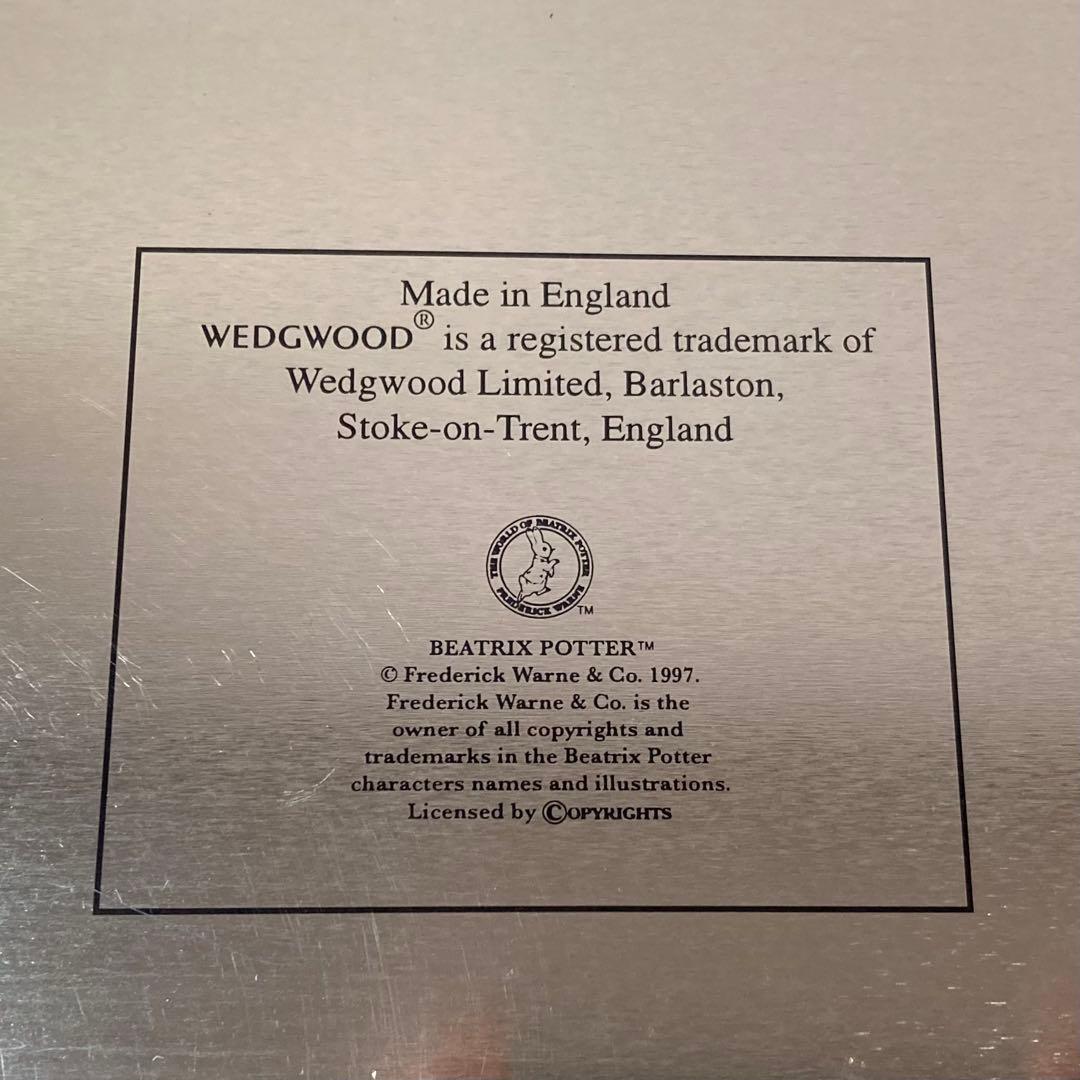 Made in England
WEDGWOOD® is a registered trademark of
Wedgwood Limited, Barlaston,
Stoke-on-Trent, England
THE WORLD OF BEATRIX POTTER
FREDERICK WARNE
TM
BEATRIX POTTER™
© Frederick Warne & Co. 1997.
Frederick Warne & Co. is the
owner of all copyrights and
trademarks in the Beatrix Potter
characters names and illustrations.
Licensed by ©OPYRIGHTS